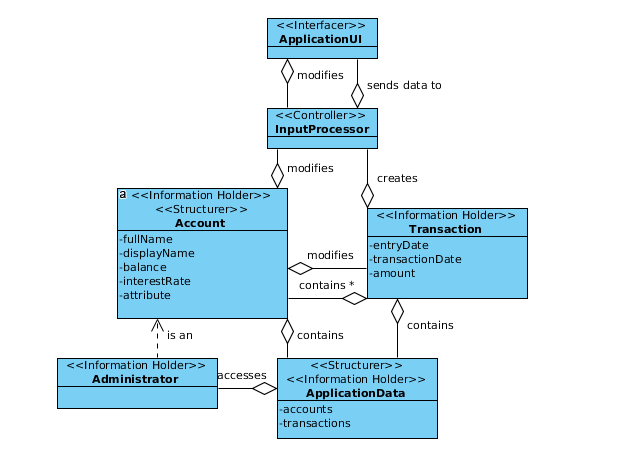 <<Interfacer>>
ApplicationUI
modifies
sends data to
<<Controller>>
InputProcessor
modifies
creates
a <<Information Holder>>
<<Structurer>>
Account
-fullName
-displayName
-balance
-interestRate
-attribute
<<Information Holder>>
Transaction
-entryDate
-transactionDate
-amount
modifies
contains *
is an
contains
contains
<<Information Holder>>
Administrator
accesses
<<Structurer>>
<<Information Holder>>
ApplicationData
-accounts
-transactions